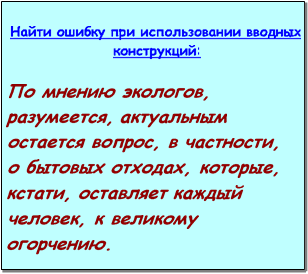 Найти ошибку при использовании вводных
конструкций:
По мнению экологов,
разумеется, актуальным
остается вопрос, в частности,
о бытовых отходах, которые,
кстати, оставляет каждый
человек, к великому
огорчению.